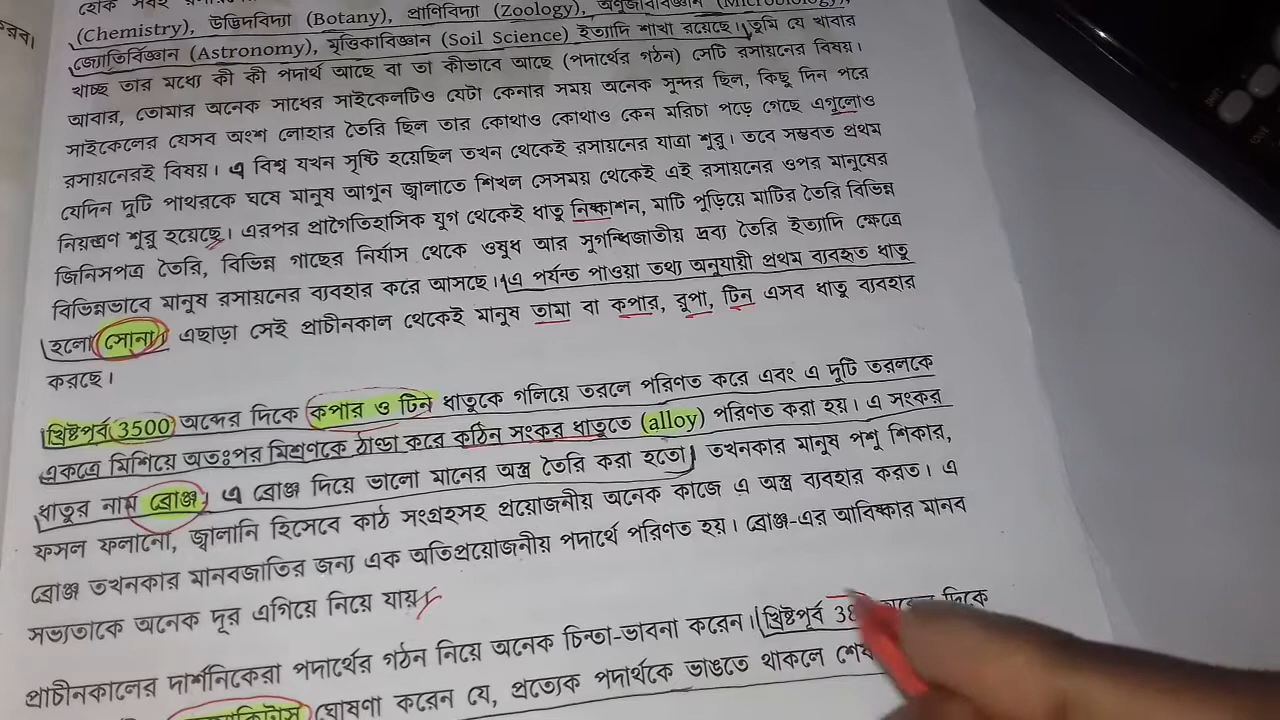 (Chemistry), উদ্ভিদবিদ্যা (Botany), প্রাণিবিদ্যা (Zoology), অণুজীববিজ্ঞান (Microbiology),
জ্যোতির্বিজ্ঞান (Astronomy), মৃত্তিকাবিজ্ঞান (Soil Science) ইত্যাদি শাখা রয়েছে। তুমি যে খাবার
খাচ্ছ তার মধ্যে কী কী পদার্থ আছে বা তা কীভাবে আছে (পদার্থের গঠন) সেটি রসায়নের বিষয়।
আবার, তোমার অনেক সাধের সাইকেলটিও যেটা কেনার সময় অনেক সুন্দর ছিল, কিছু দিন পরে
সাইকেলের যেসব অংশ লোহার তৈরি ছিল তার কোথাও কোথাও কেন মরিচা পড়ে গেছে এগুলোও
রসায়নেরই বিষয়। এ বিশ্ব যখন সৃষ্টি হয়েছিল তখন থেকেই রসায়নের যাত্রা শুরু। তবে সম্ভবত প্রথম
যেদিন দুটি পাথরকে ঘষে মানুষ আগুন জ্বালাতে শিখল সেসময় থেকেই এই রসায়নের ওপর মানুষের
নিয়ন্ত্রণ শুরু হয়েছে। এরপর প্রাগৈতিহাসিক যুগ থেকেই ধাতু নিষ্কাশন, মাটি পুড়িয়ে মাটির তৈরি বিভিন্ন
জিনিসপত্র তৈরি, বিভিন্ন গাছের নির্যাস থেকে ওষুধ আর সুগন্ধিজাতীয় দ্রব্য তৈরি ইত্যাদি ক্ষেত্রে
বিভিন্নভাবে মানুষ রসায়নের ব্যবহার করে আসছে। এ পর্যন্ত পাওয়া তথ্য অনুযায়ী প্রথম ব্যবহৃত ধাতু
হলো সোনা। এছাড়া সেই প্রাচীনকাল থেকেই মানুষ তামা বা কপার, রুপা, টিন এসব ধাতু ব্যবহার
করছে।
খ্রিষ্টপূর্ব 3500 অব্দের দিকে কপার ও টিন ধাতুকে গলিয়ে তরলে পরিণত করে এবং এ দুটি তরলকে
একত্রে মিশিয়ে অতঃপর মিশ্রণকে ঠাণ্ডা করে কঠিন সংকর ধাতুতে (alloy) পরিণত করা হয়। এ সংকর
ধাতুর নাম ব্রোঞ্জ। এ ব্রোঞ্জ দিয়ে ভালো মানের অস্ত্র তৈরি করা হতো। তখনকার মানুষ পশু শিকার,
ফসল ফলানো, জ্বালানি হিসেবে কাঠ সংগ্রহসহ প্রয়োজনীয় অনেক কাজে এ অস্ত্র ব্যবহার করত। এ
ব্রোঞ্জ তখনকার মানবজাতির জন্য এক অতিপ্রয়োজনীয় পদার্থে পরিণত হয়। ব্রোঞ্জ-এর আবিষ্কার মানব
সভ্যতাকে অনেক দূর এগিয়ে নিয়ে যায়।
প্রাচীনকালের দার্শনিকেরা পদার্থের গঠন নিয়ে অনেক চিন্তা-ভাবনা করেন। খ্রিষ্টপূর্ব দিকে
ঘোষণা করেন যে, প্রত্যেক পদার্থকে ভাঙতে থাকলে